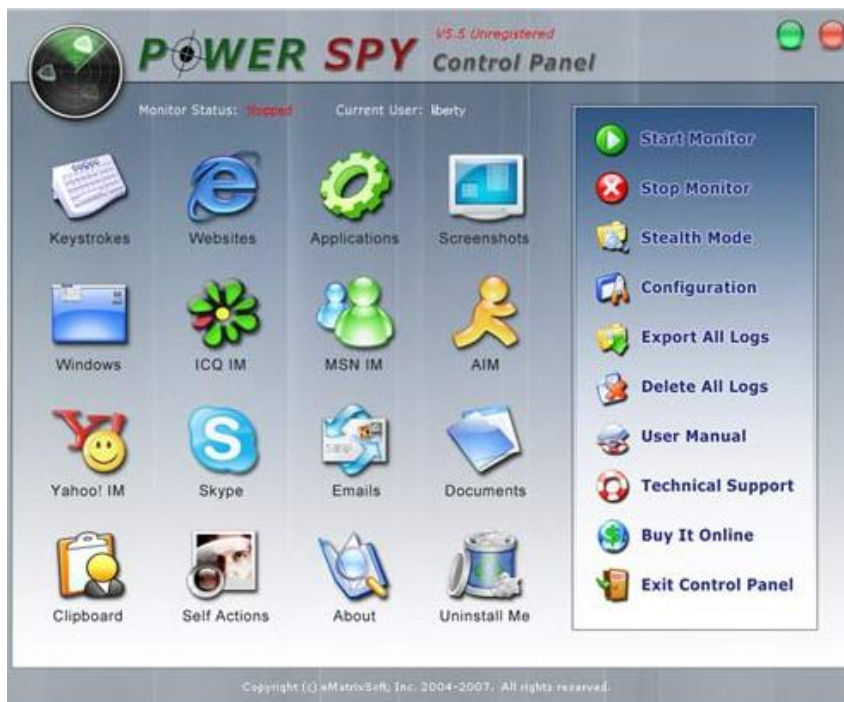 POWER SPY
V5.5 Unregistered
Control Panel
Monitor Status: Stopped
Current User: liberty
Keystrokes
Websites
Applications
Screenshots
Windows
ICQ IM
MSN IM
AIM
Yahoo! IM
Skype
Emails
Documents
Clipboard
Self Actions
About
Uninstall Me
Start Monitor
Stop Monitor
Stealth Mode
Configuration
Export All Logs
Delete All Logs
User Manual
Technical Support
Buy It Online
Exit Control Panel
Copyright (c) eMatrixSoft, Inc. 2004-2007. All rights reserved.